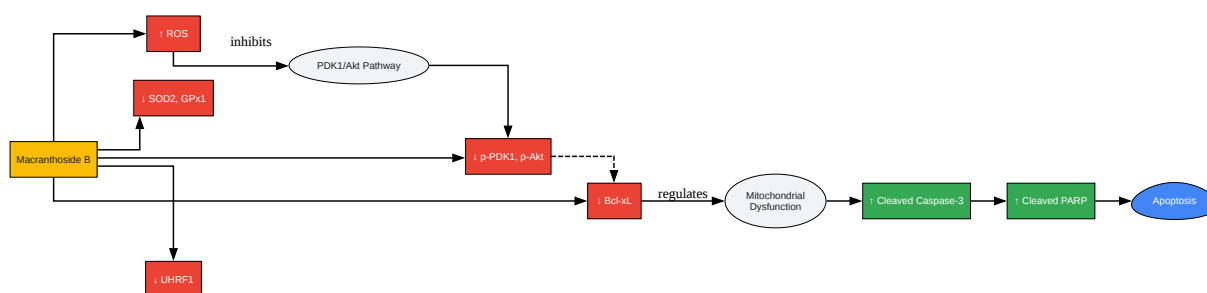 ↑ ROS
inhibits
PDK1/Akt Pathway
↓ SOD2, GPx1
Macranthoside B
↓ p-PDK1, p-Akt
↓ Bcl-xL
regulates
Mitochondrial
Dysfunction
↑ Cleaved Caspase-3
↑ Cleaved PARP
Apoptosis
↓ UHRF1